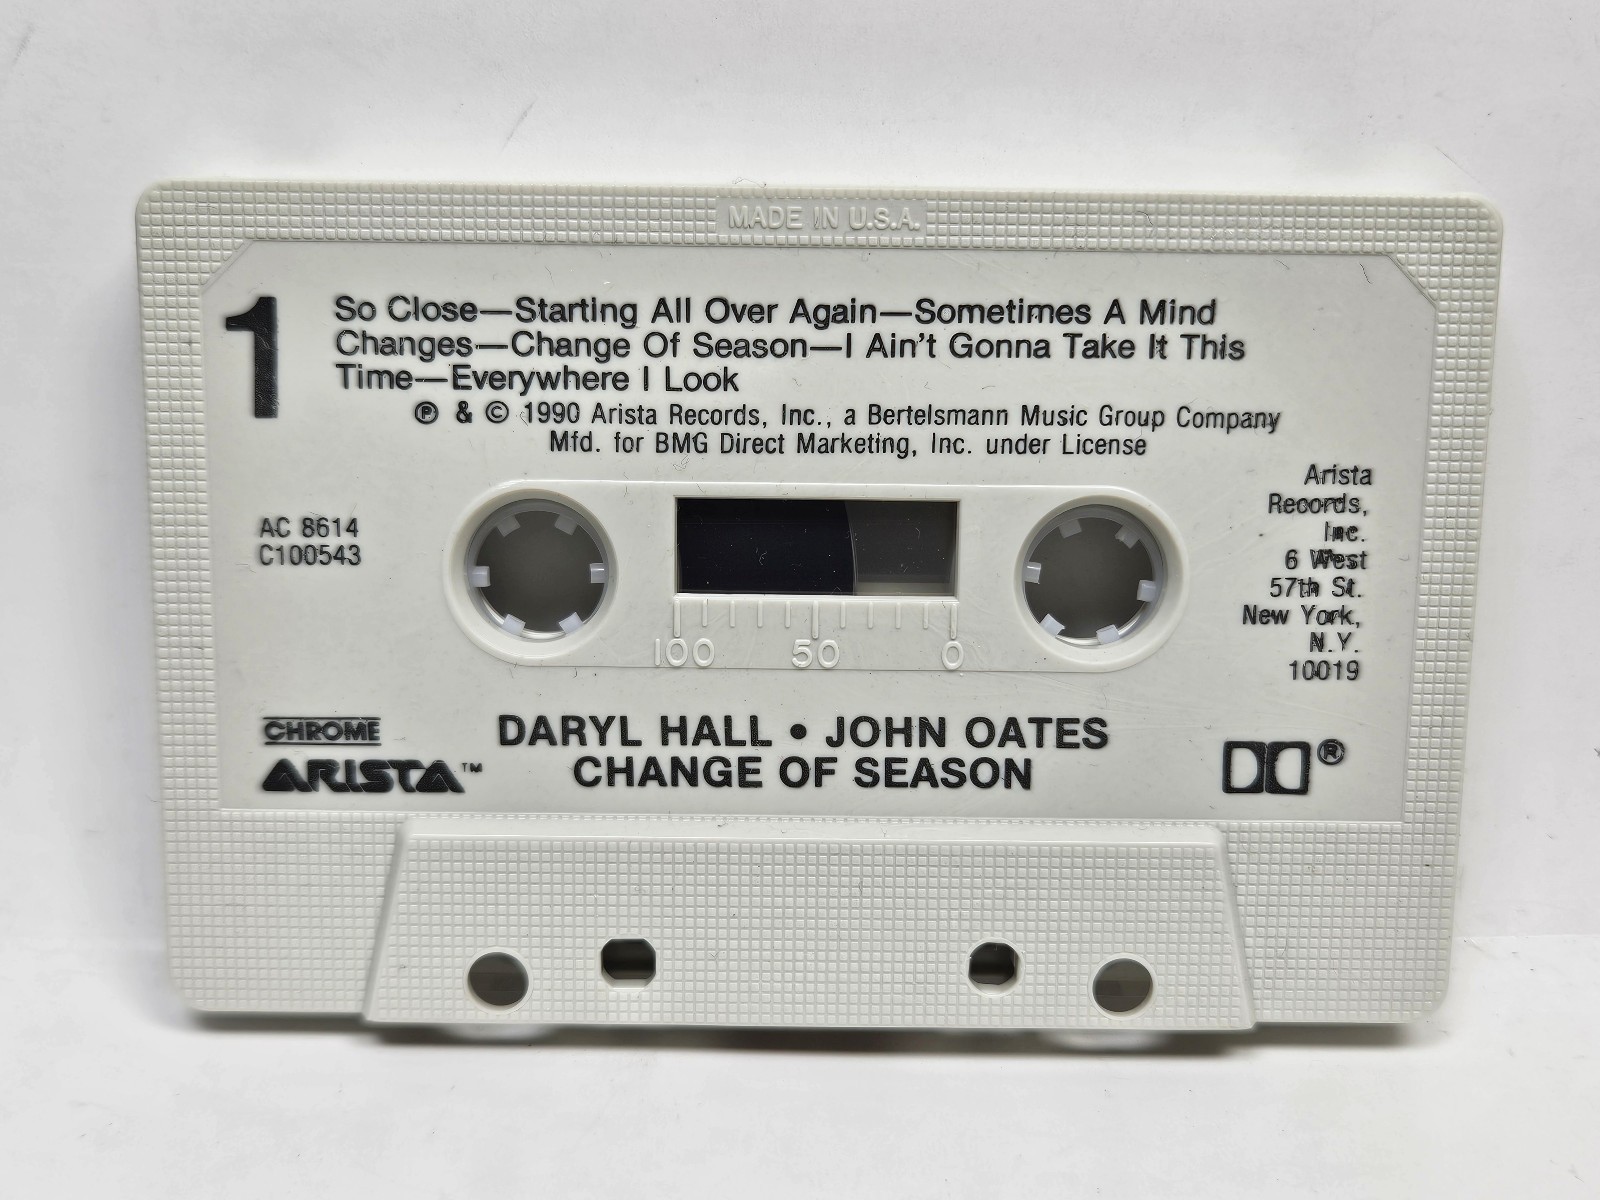 MADE IN U.S.A.
1
So Close—Starting All Over Again—Sometimes A Mind
Changes—Change Of Season—I Ain't Gonna Take It This
Time—Everywhere I Look
℗ & © 1990 Arista Records, Inc., a Bertelsmann Music Group Company
Mfd. for BMG Direct Marketing, Inc. under License
AC 8614
C100543
Arista
Records,
Inc.
6 West
57th St.
New York,
N.Y.
10019
100 50 0
CHROME
ARISTA™
DARYL HALL • JOHN OATES
CHANGE OF SEASON
®